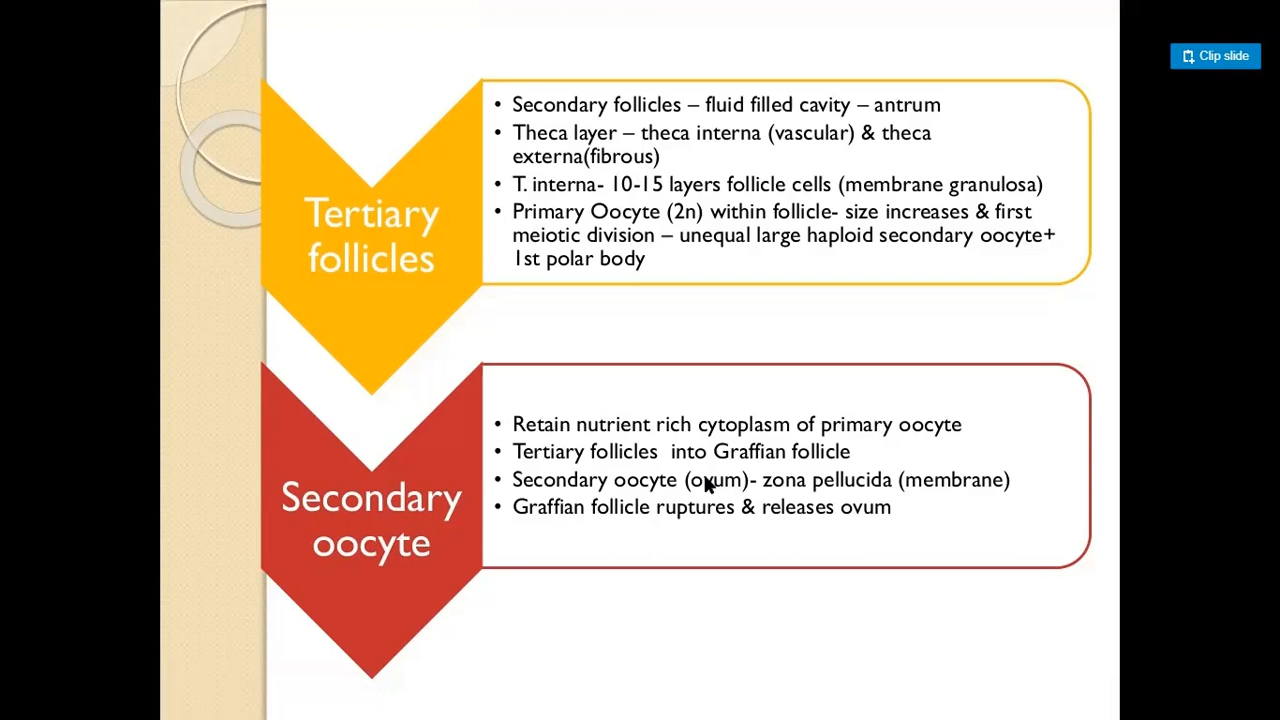 Clip slide
Tertiary
follicles
• Secondary follicles – fluid filled cavity – antrum
• Theca layer – theca interna (vascular) & theca
externa(fibrous)
• T. interna- 10-15 layers follicle cells (membrane granulosa)
• Primary Oocyte (2n) within follicle- size increases & first
meiotic division – unequal large haploid secondary oocyte+
1st polar body
Secondary
oocyte
• Retain nutrient rich cytoplasm of primary oocyte
• Tertiary follicles into Graffian follicle
• Secondary oocyte (ovum)- zona pellucida (membrane)
• Graffian follicle ruptures & releases ovum